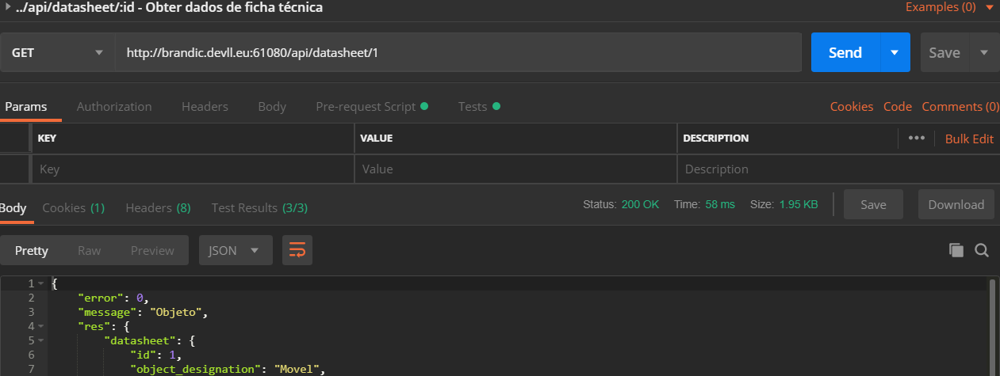 ../api/datasheet/:id - Obter dados de ficha técnica Examples (0)
GET http://brandic.devll.eu:61080/api/datasheet/1 Send Save
Params Authorization Headers Body Pre-request Script Tests Cookies Code Comments (0)
KEY VALUE DESCRIPTION ••• Bulk Edit
Key Value Description
Body Cookies (1) Headers (8) Test Results (3/3) Status: 200 OK Time: 58 ms Size: 1.95 KB Save Download
Pretty Raw Preview JSON
1 {
2 "error": 0,
3 "message": "Objeto",
4 "res": {
5 "datasheet": {
6 "id": 1,
7 "object_designation": "Movel",